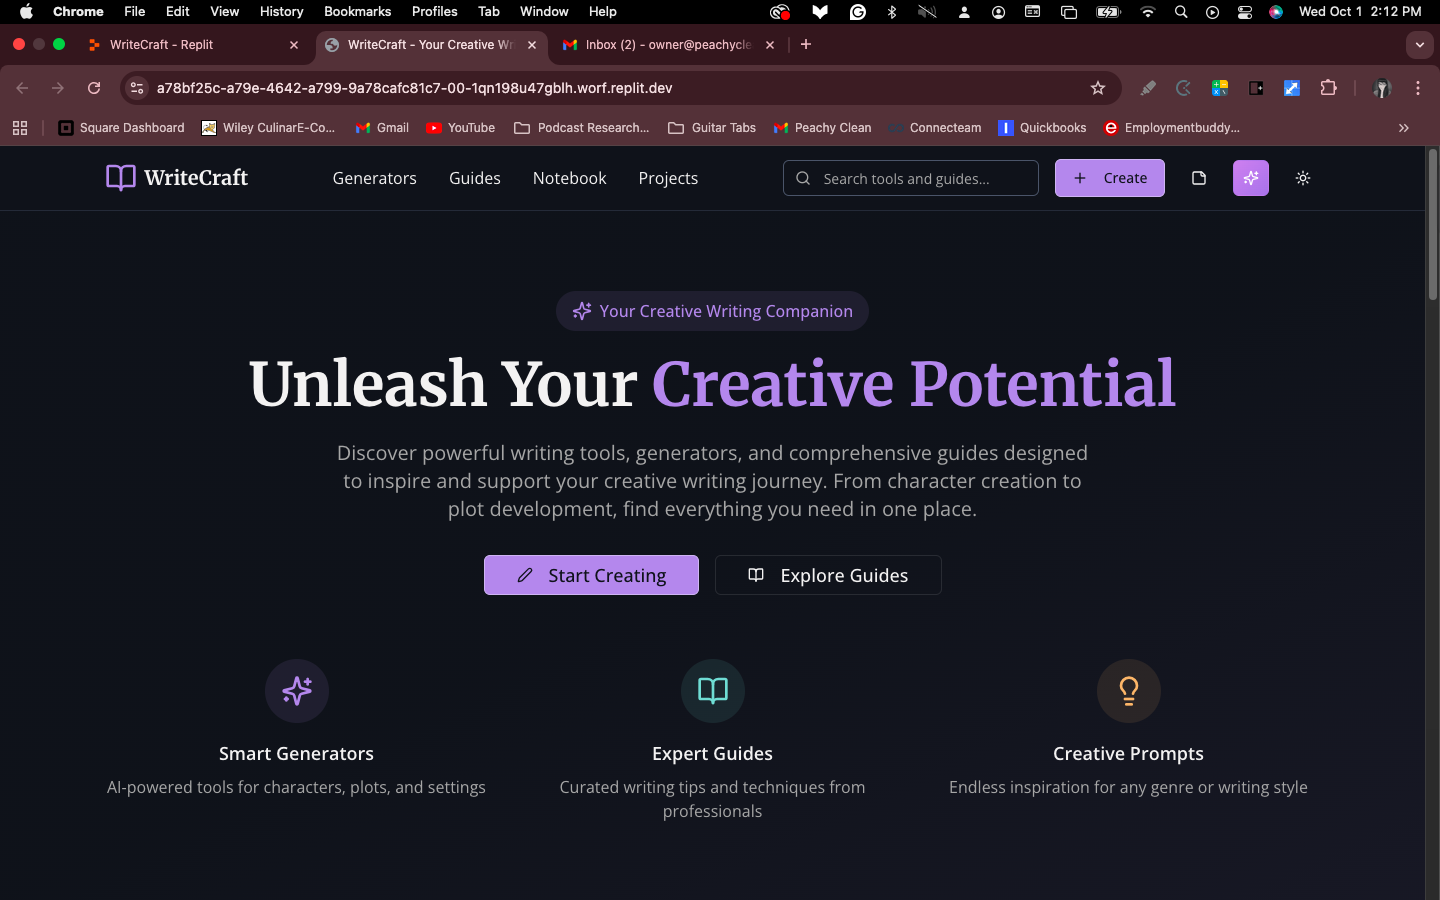 Chrome File Edit View History Bookmarks Profiles Tab Window Help Wed Oct 1 2:12 PM
WriteCraft - Replit
WriteCraft - Your Creative Wr
Inbox (2) - owner@peachycle
a78bf25c-a79e-4642-a799-9a78cafc81c7-00-1qn198u47gblh.worf.replit.dev
Square Dashboard Wiley CulinarE-Co... Gmail YouTube Podcast Research... Guitar Tabs Peachy Clean Connecteam Quickbooks Employmentbuddy...
WriteCraft Generators Guides Notebook Projects Search tools and guides... Create
Your Creative Writing Companion
Unleash Your Creative Potential
Discover powerful writing tools, generators, and comprehensive guides designed
to inspire and support your creative writing journey. From character creation to
plot development, find everything you need in one place.
Start Creating Explore Guides
Smart Generators
AI-powered tools for characters, plots, and settings
Expert Guides
Curated writing tips and techniques from
professionals
Creative Prompts
Endless inspiration for any genre or writing style